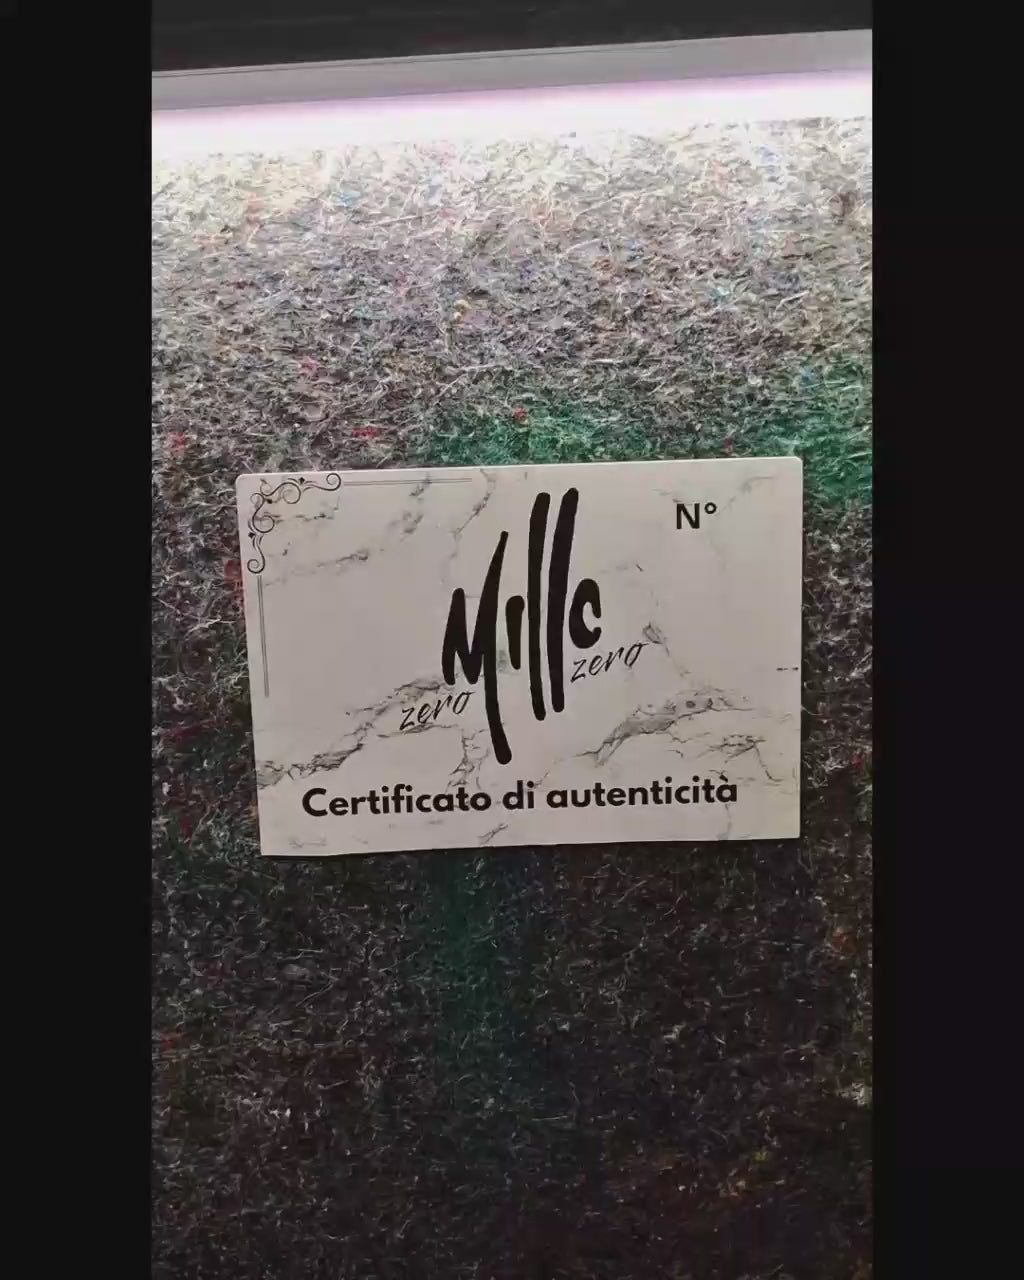 N°
Mille
zero
zero
Certificato di autenticità